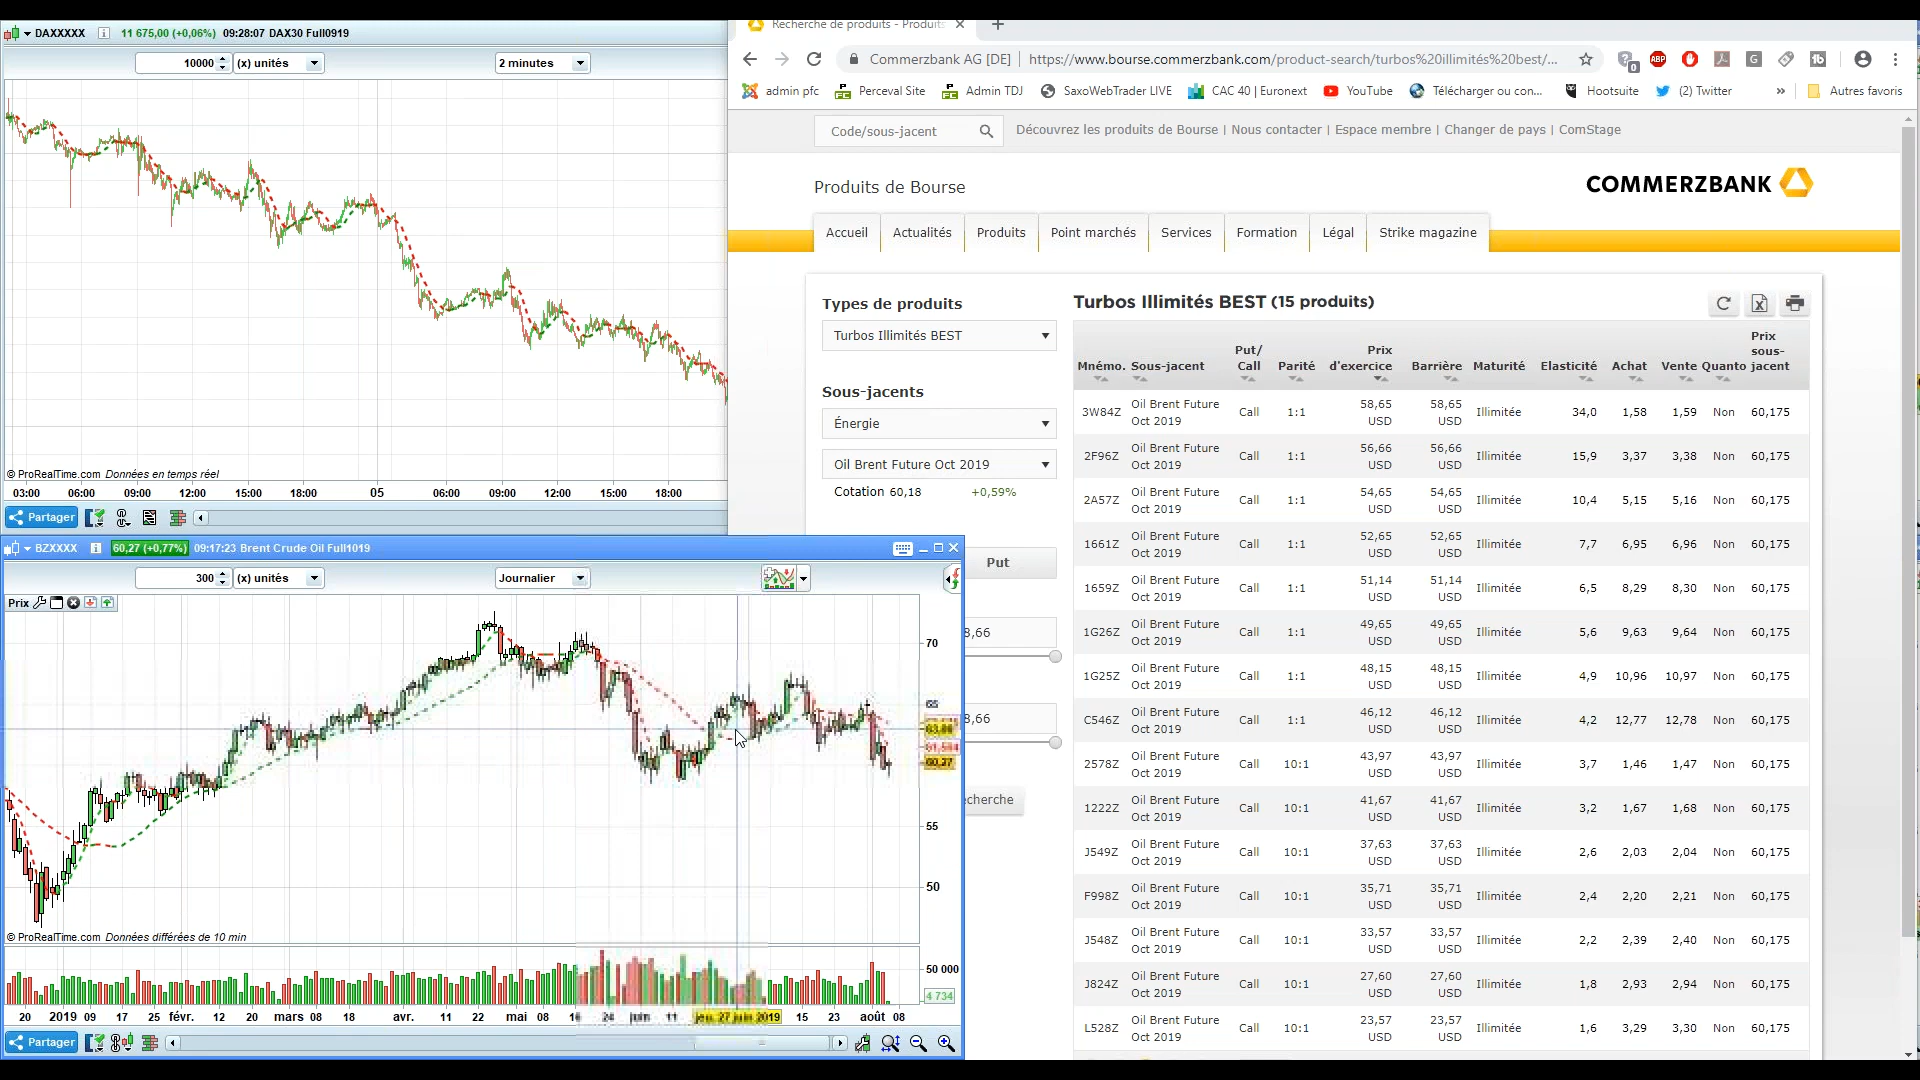 DAXXXXX 11 675,00 (+0,06%) 09:28:07 DAX30 Full0919
10000 (x) unités 2 minutes
© ProRealTime.com Données en temps réel
03:00 06:00 09:00 12:00 15:00 18:00 05 06:00 09:00 12:00 15:00 18:00
Partager
BZXXXX 60,27 (+0,77%) 09:17:23 Brent Crude Oil Full1019
300 (x) unités Journalier
Prix
70
65
61,584
60,27
55
50
© ProRealTime.com Données différées de 10 min
50 000
4 734
20 2019 09 17 25 févr. 12 20 mars 08 18 avr. 11 22 mai 08 16 24 juin 11 jeu. 27 juin 2019 15 23 août 08
Partager
Recherche de produits - Produits
Commerzbank AG [DE] https://www.bourse.commerzbank.com/product-search/turbos%20illimités%20best/...
admin pfc Perceval Site Admin TDJ SaxoWebTrader LIVE CAC 40 | Euronext YouTube Télécharger ou con... Hootsuite (2) Twitter » Autres favoris
Code/sous-jacent
Découvrez les produits de Bourse | Nous contacter | Espace membre | Changer de pays | ComStage
Produits de Bourse
COMMERZBANK
Accueil Actualités Produits Point marchés Services Formation Légal Strike magazine
Types de produits
Turbos Illimités BEST
Sous-jacents
Énergie
Oil Brent Future Oct 2019
Cotation 60,18 +0,59%
Put
8,66
8,66
echerche
Turbos Illimités BEST (15 produits)
Mnémo. Sous-jacent Put/ Call Parité Prix d'exercice Barrière Maturité Elasticité Achat Vente Quanto Prix sous-jacent
3W84Z Oil Brent Future Oct 2019 Call 1:1 58,65 USD 58,65 USD Illimitée 34,0 1,58 1,59 Non 60,175
2F96Z Oil Brent Future Oct 2019 Call 1:1 56,66 USD 56,66 USD Illimitée 15,9 3,37 3,38 Non 60,175
2A57Z Oil Brent Future Oct 2019 Call 1:1 54,65 USD 54,65 USD Illimitée 10,4 5,15 5,16 Non 60,175
1661Z Oil Brent Future Oct 2019 Call 1:1 52,65 USD 52,65 USD Illimitée 7,7 6,95 6,96 Non 60,175
1659Z Oil Brent Future Oct 2019 Call 1:1 51,14 USD 51,14 USD Illimitée 6,5 8,29 8,30 Non 60,175
1G26Z Oil Brent Future Oct 2019 Call 1:1 49,65 USD 49,65 USD Illimitée 5,6 9,63 9,64 Non 60,175
1G25Z Oil Brent Future Oct 2019 Call 1:1 48,15 USD 48,15 USD Illimitée 4,9 10,96 10,97 Non 60,175
C546Z Oil Brent Future Oct 2019 Call 1:1 46,12 USD 46,12 USD Illimitée 4,2 12,77 12,78 Non 60,175
2578Z Oil Brent Future Oct 2019 Call 10:1 43,97 USD 43,97 USD Illimitée 3,7 1,46 1,47 Non 60,175
1222Z Oil Brent Future Oct 2019 Call 10:1 41,67 USD 41,67 USD Illimitée 3,2 1,67 1,68 Non 60,175
J549Z Oil Brent Future Oct 2019 Call 10:1 37,63 USD 37,63 USD Illimitée 2,6 2,03 2,04 Non 60,175
F998Z Oil Brent Future Oct 2019 Call 10:1 35,71 USD 35,71 USD Illimitée 2,4 2,20 2,21 Non 60,175
J548Z Oil Brent Future Oct 2019 Call 10:1 33,57 USD 33,57 USD Illimitée 2,2 2,39 2,40 Non 60,175
J824Z Oil Brent Future Oct 2019 Call 10:1 27,60 USD 27,60 USD Illimitée 1,8 2,93 2,94 Non 60,175
L528Z Oil Brent Future Oct 2019 Call 10:1 23,57 USD 23,57 USD Illimitée 1,6 3,29 3,30 Non 60,175